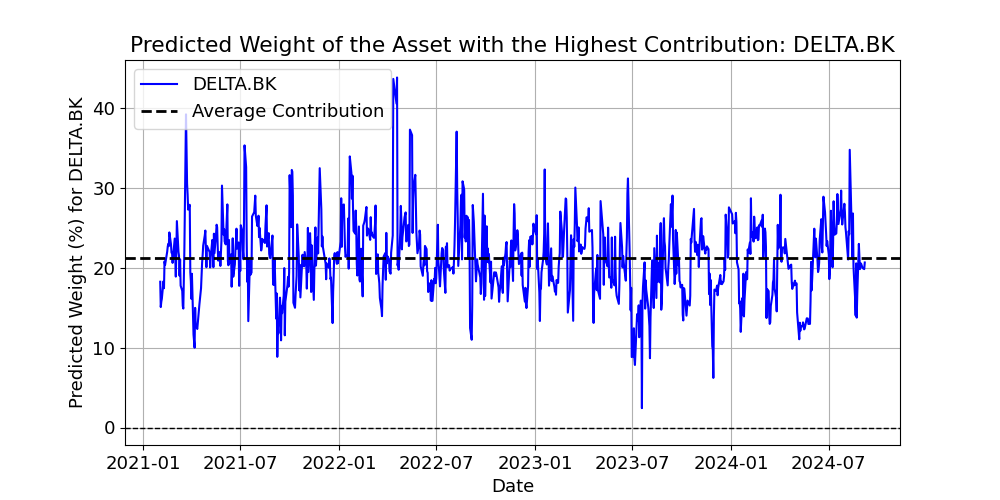 Predicted Weight of the Asset with the Highest Contribution: DELTA.BK
DELTA.BK
Average Contribution
Predicted Weight (%) for DELTA.BK
40
30
20
10
0
2021-01 2021-07 2022-01 2022-07 2023-01 2023-07 2024-01 2024-07
Date